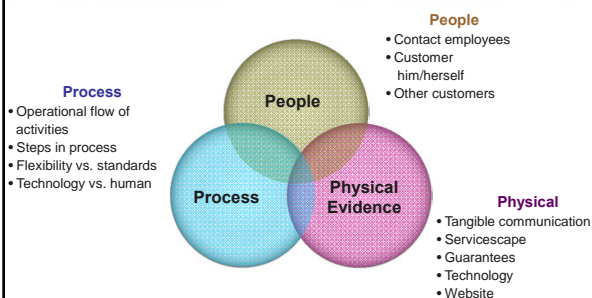 People
• Contact employees
• Customer
him/herself
• Other customers
Process
• Operational flow of
activities
• Steps in process
• Flexibility vs. standards
• Technology vs. human
People
Process
Physical
Evidence
Physical
• Tangible communication
• Servicescape
• Guarantees
• Technology
• Website